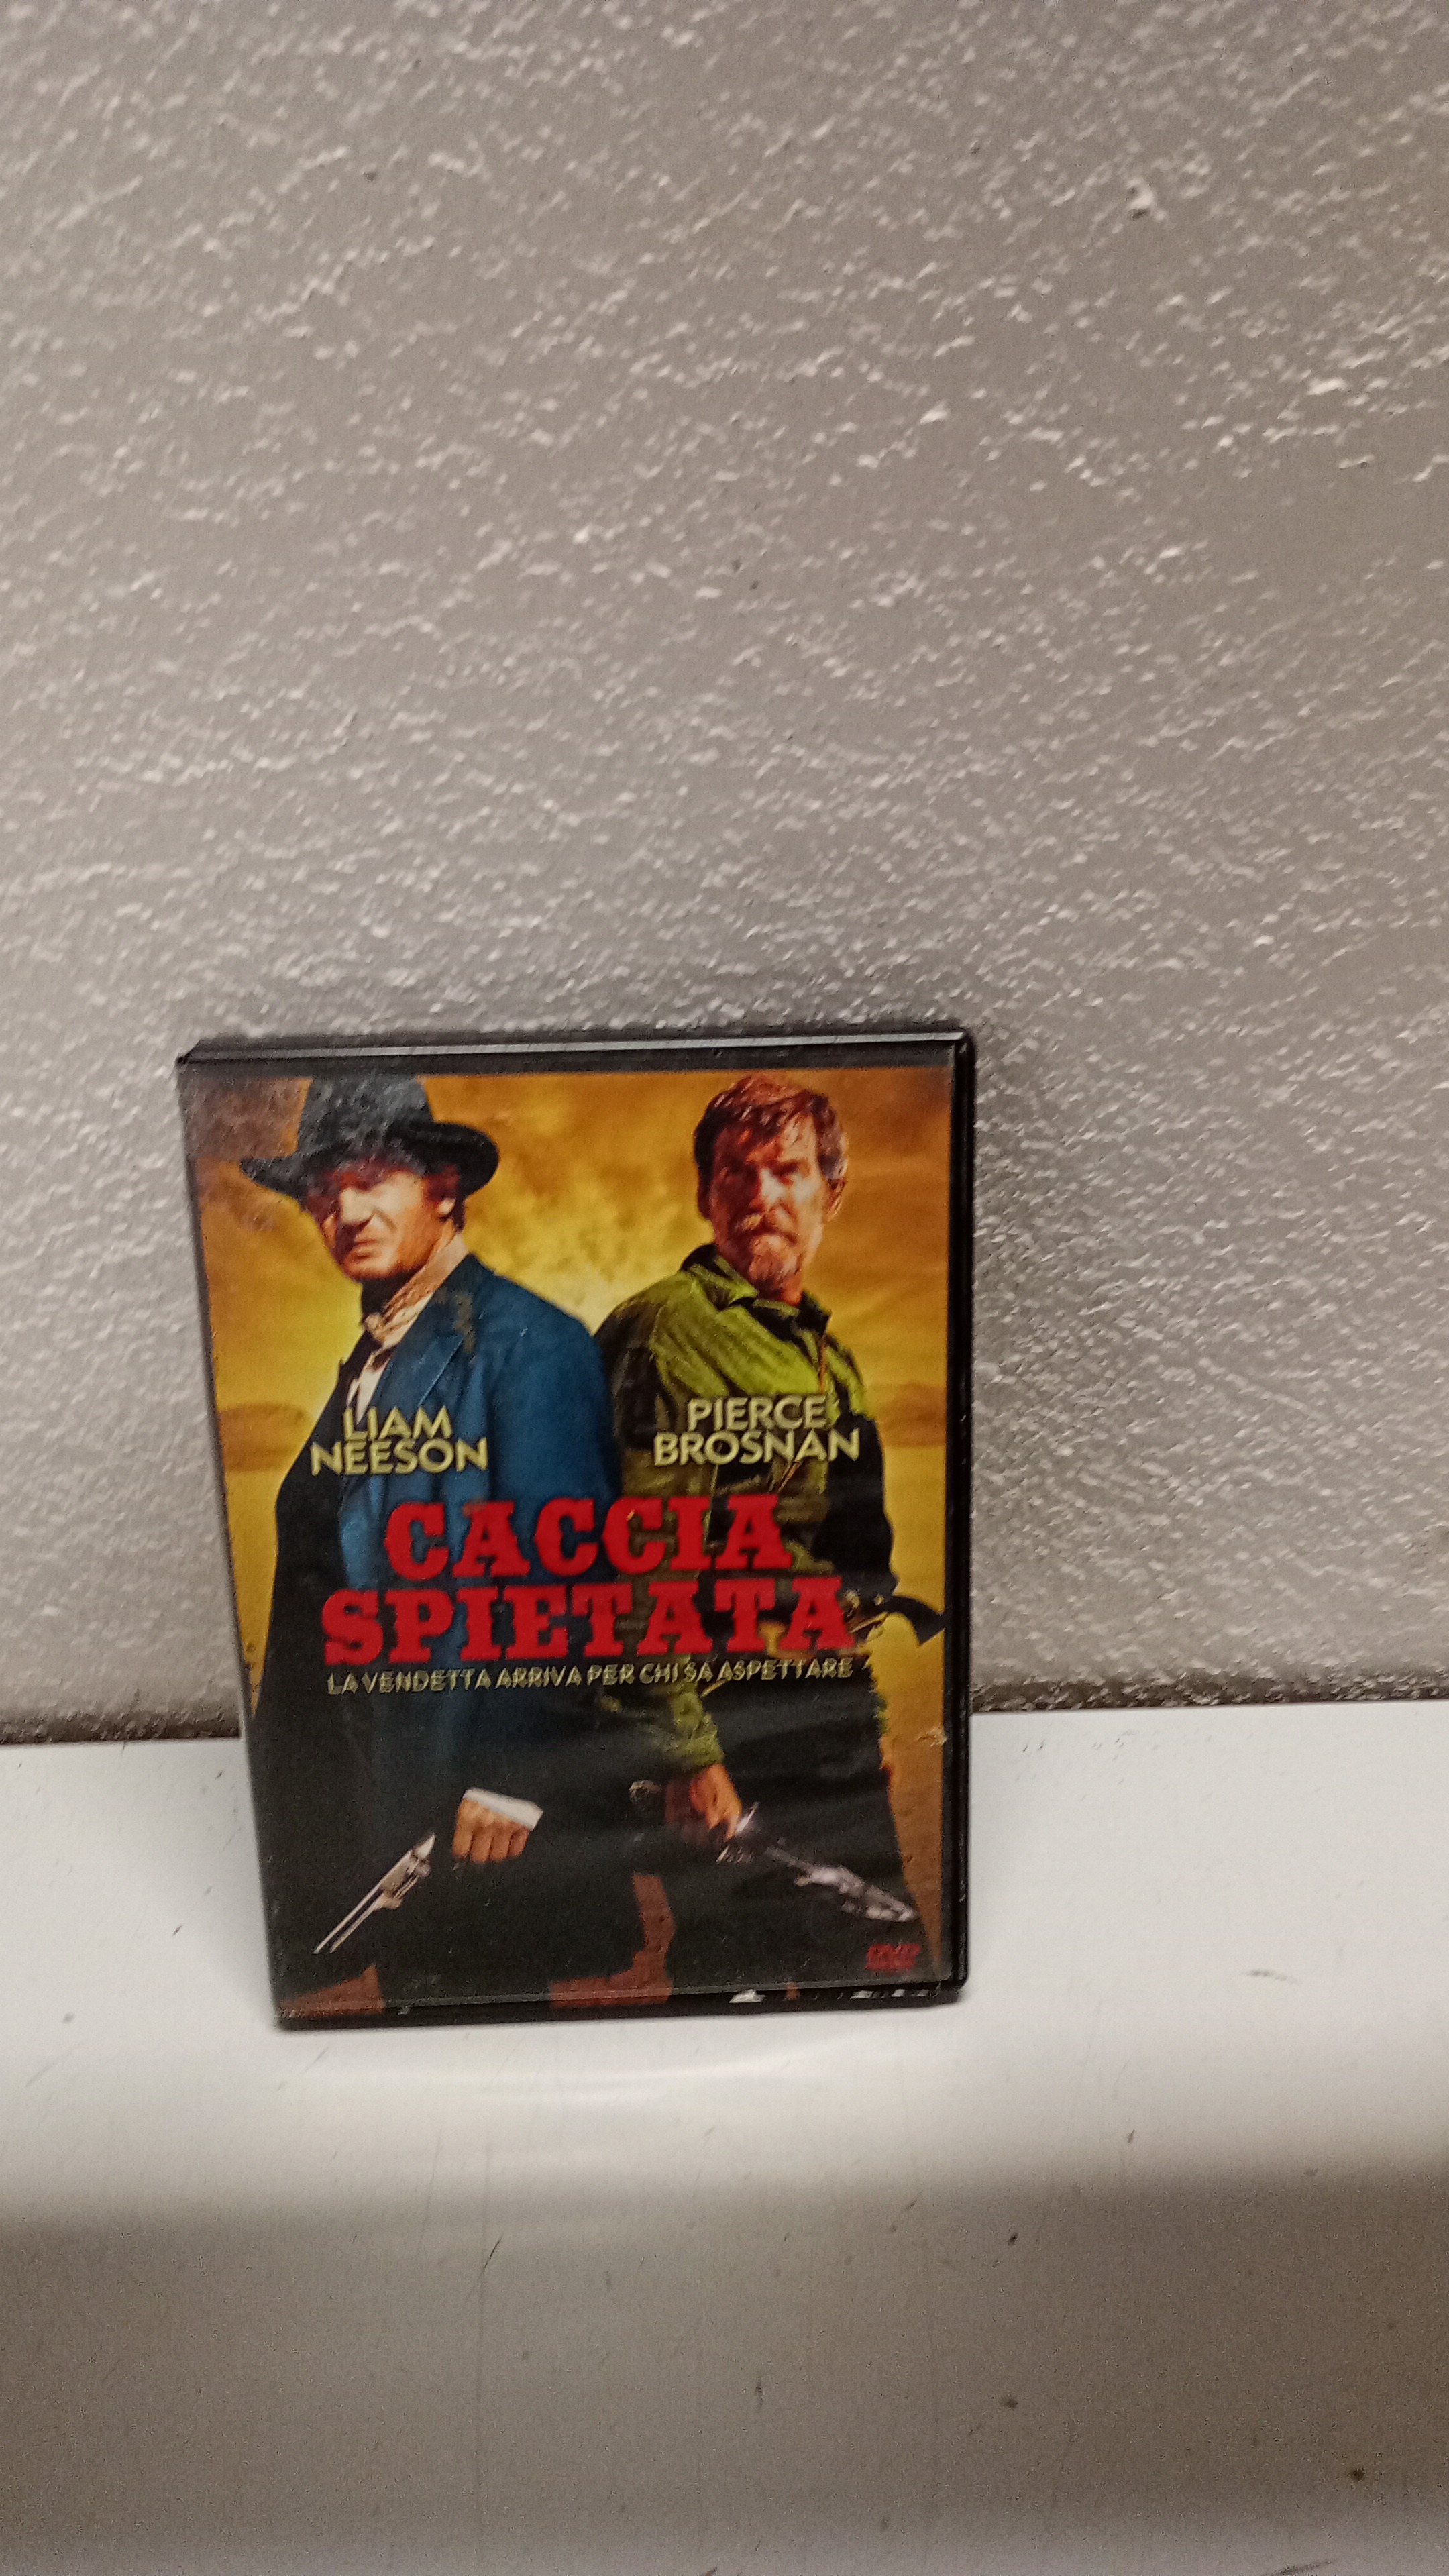 LIAM
NEESON
PIERCE
BROSNAN
CACCIA
SPIETATA
LA VENDETTA ARRIVA PER CHI SA ASPETTARE
DVD